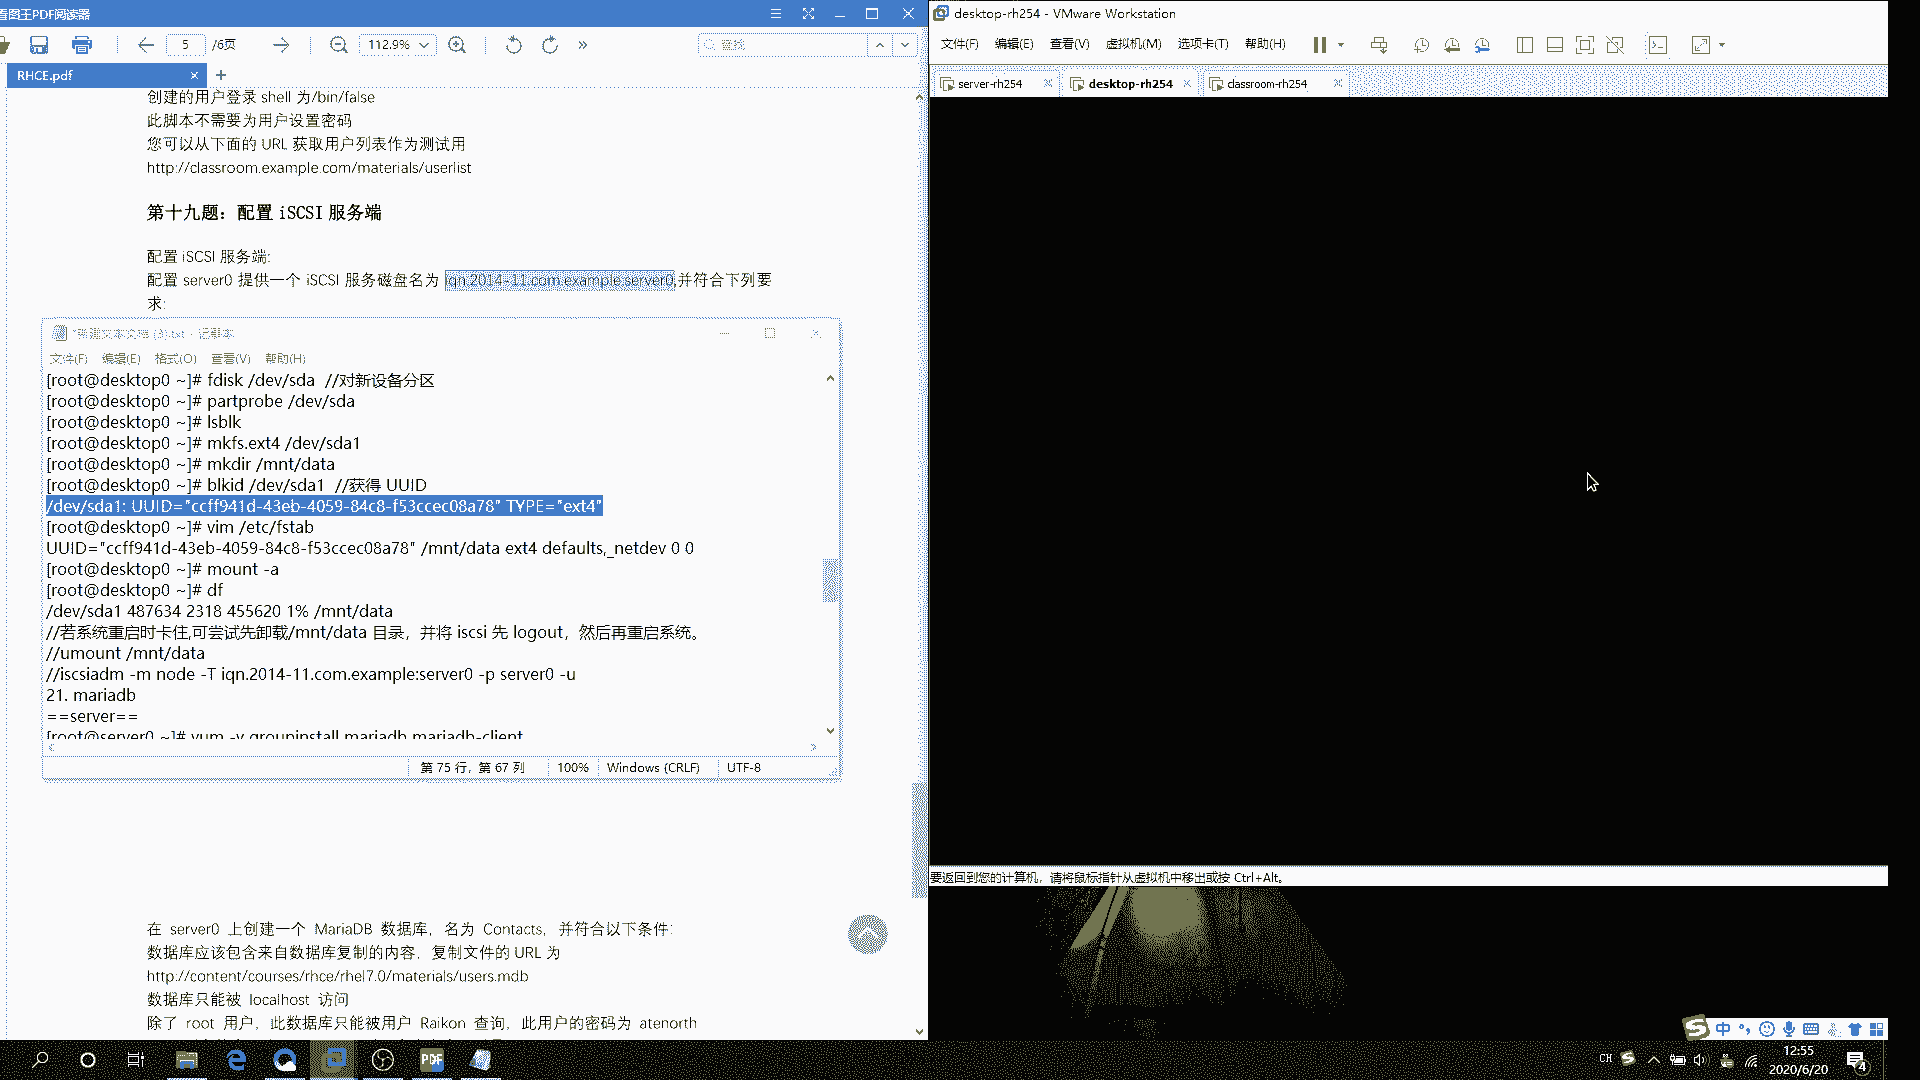 看图王PDF阅读器
5 /6页
112.9%
查找
RHCE.pdf
创建的用户登录 shell 为/bin/false
此脚本不需要为用户设置密码
您可以从下面的 URL 获取用户列表作为测试用
http://classroom.example.com/materials/userlist
第十九题：配置 iSCSI 服务端
配置 iSCSI 服务端:
配置 server0 提供一个 iSCSI 服务磁盘名为 iqn.2014-11.com.example:server0,并符合下列要
求:
*新建文本文档 (3).txt - 记事本
文件(F) 编辑(E) 格式(O) 查看(V) 帮助(H)
[root@desktop0 ~]# fdisk /dev/sda //对新设备分区
[root@desktop0 ~]# partprobe /dev/sda
[root@desktop0 ~]# lsblk
[root@desktop0 ~]# mkfs.ext4 /dev/sda1
[root@desktop0 ~]# mkdir /mnt/data
[root@desktop0 ~]# blkid /dev/sda1 //获得 UUID
/dev/sda1: UUID="ccff941d-43eb-4059-84c8-f53ccec08a78" TYPE="ext4"
[root@desktop0 ~]# vim /etc/fstab
UUID="ccff941d-43eb-4059-84c8-f53ccec08a78" /mnt/data ext4 defaults,_netdev 0 0
[root@desktop0 ~]# mount -a
[root@desktop0 ~]# df
/dev/sda1 487634 2318 455620 1% /mnt/data
//若系统重启时卡住,可尝试先卸载/mnt/data 目录，并将 iscsi 先 logout，然后再重启系统。
//umount /mnt/data
//iscsiadm -m node -T iqn.2014-11.com.example:server0 -p server0 -u
21. mariadb
==server==
[root@server0 ~]# yum -y groupinstall mariadb mariadb-client
第 75 行，第 67 列 100% Windows (CRLF) UTF-8
在 server0 上创建一个 MariaDB 数据库，名为 Contacts，并符合以下条件:
数据库应该包含来自数据库复制的内容，复制文件的 URL 为
http://content/courses/rhce/rhel7.0/materials/users.mdb
数据库只能被 localhost 访问
除了 root 用户，此数据库只能被用户 Raikon 查询，此用户的密码为 atenorth
desktop-rh254 - VMware Workstation
文件(F) 编辑(E) 查看(V) 虚拟机(M) 选项卡(T) 帮助(H)
server-rh254 desktop-rh254 classroom-rh254
要返回到您的计算机，请将鼠标指针从虚拟机中移出或按 Ctrl+Alt。
中
PDF
CH
12:55
2020/6/20
4